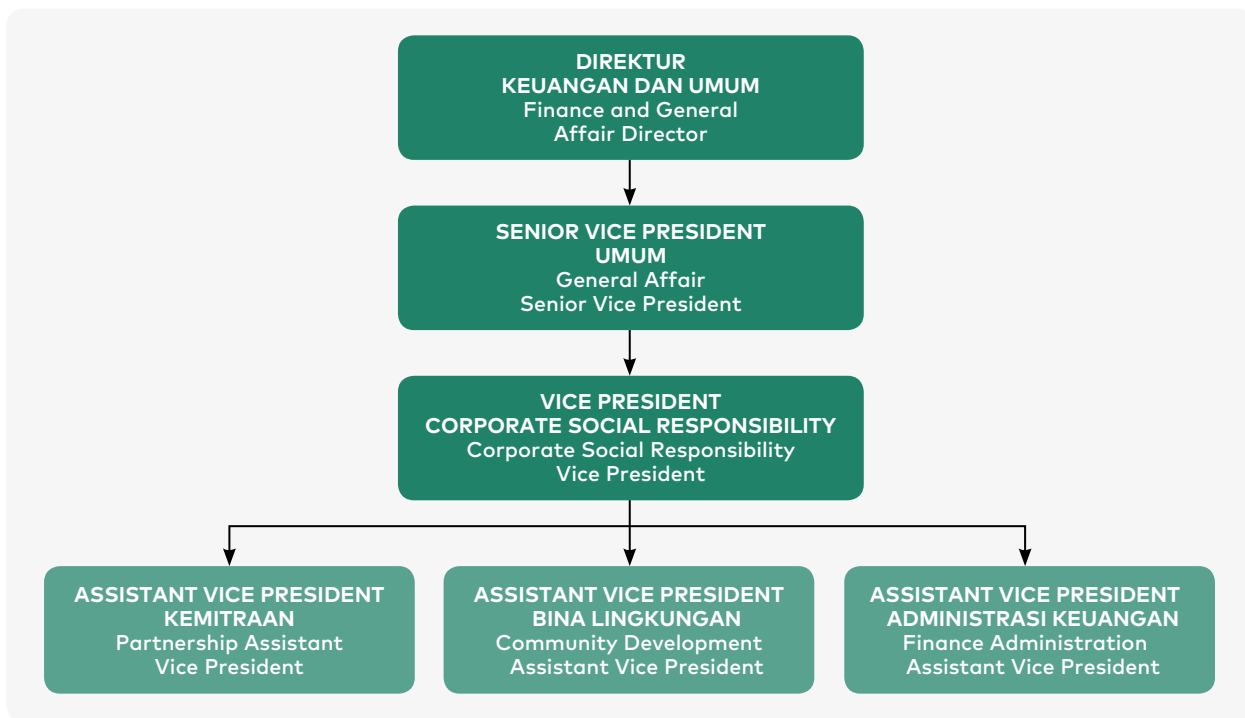 DIREKTUR
KEUANGAN DAN UMUM
Finance and General
Affair Director
SENIOR VICE PRESIDENT
UMUM
General Affair
Senior Vice President
VICE PRESIDENT
CORPORATE SOCIAL RESPONSIBILITY
Corporate Social Responsibility
Vice President
ASSISTANT VICE PRESIDENT
KEMITRAAN
Partnership Assistant
Vice President
ASSISTANT VICE PRESIDENT
BINA LINGKUNGAN
Community Development
Assistant Vice President
ASSISTANT VICE PRESIDENT
ADMINISTRASI KEUANGAN
Finance Administration
Assistant Vice President